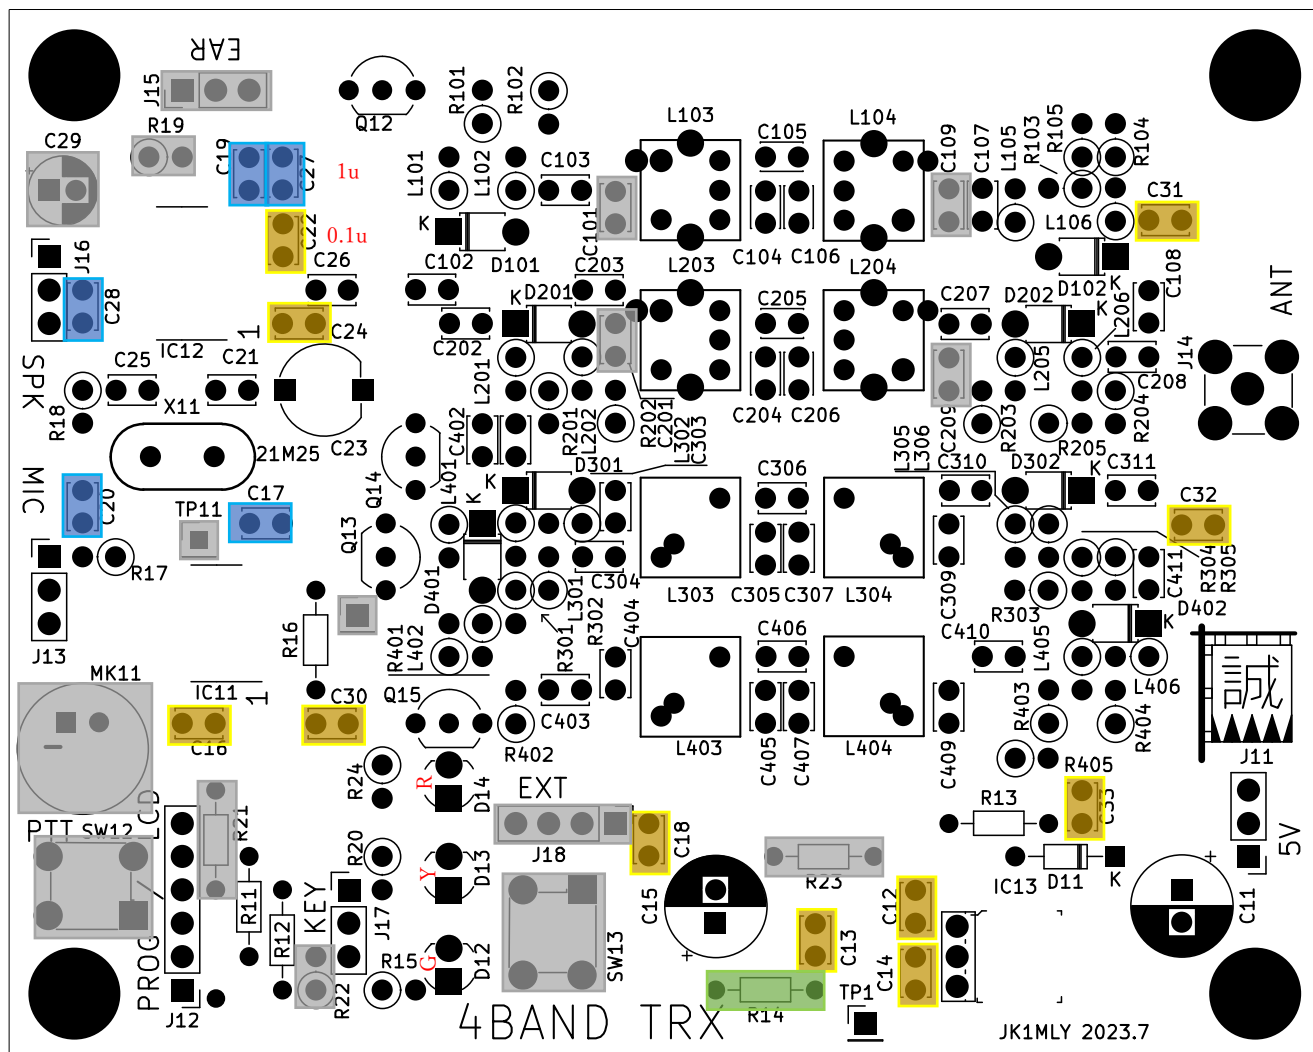 EAR
J15
Q12
R101
R102
L103
L104
C105
C109
C107
L105
R103
R105
R104
C29
R19
C19
C27
1u
L101
L102
C103
C101
C104
C106
L106
C31
C22
0.1u
K
D101
J16
C26
C102
C203
L203
L204
D102
K
C108
ANT
C28
C24
1
IC12
K
D201
C202
C205
C207
D202
K
L206
J14
SPK
C25
C21
X11
L201
R201
L202
R202
C201
L302
C303
C204
C206
C209
R203
L205
R205
C208
R204
R18
C23
21M25
C402
Q14
L401
K
K
D301
C306
L305
L306
C310
D302
K
C311
C32
MIC
C20
TP11
C17
Q13
R17
D401
C304
L301
L303
C305
C307
L304
C309
R303
C411
R304
R305
J13
R16
R401
L402
R301
R302
C404
C406
C410
L405
D402
K
L406
MK11
IC11
1
C16
C30
Q15
C403
R402
L403
C405
C407
L404
C409
R403
R404
誠
J11
R24
R
D14
EXT
J18
C18
R13
R405
C33
5V
PTT
SW12
LCD
R21
R20
Y
D13
R23
IC13
D11
K
C11
PROG
R11
R12
KEY
J17
C15
SW13
C12
C13
C14
J12
R22
R15
G
D12
R14
TP1
4BAND TRX
JK1MLY 2023.7